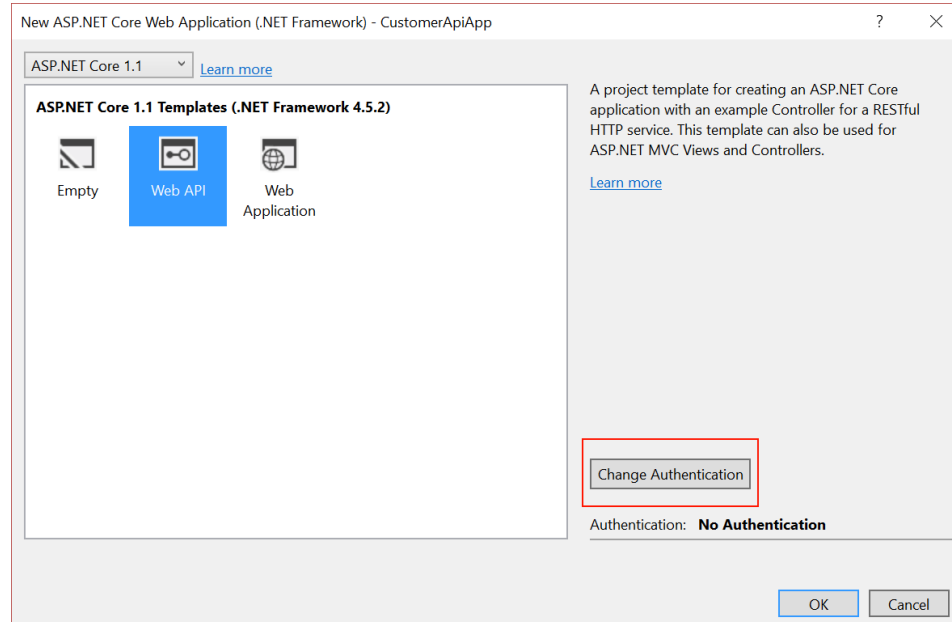 New ASP.NET Core Web Application (.NET Framework) - CustomerApiApp
?
ASP.NET Core 1.1
Learn more
ASP.NET Core 1.1 Templates (.NET Framework 4.5.2)
Empty
Web API
Web
Application
A project template for creating an ASP.NET Core
application with an example Controller for a RESTful
HTTP service. This template can also be used for
ASP.NET MVC Views and Controllers.
Learn more
Change Authentication
Authentication: No Authentication
OK
Cancel